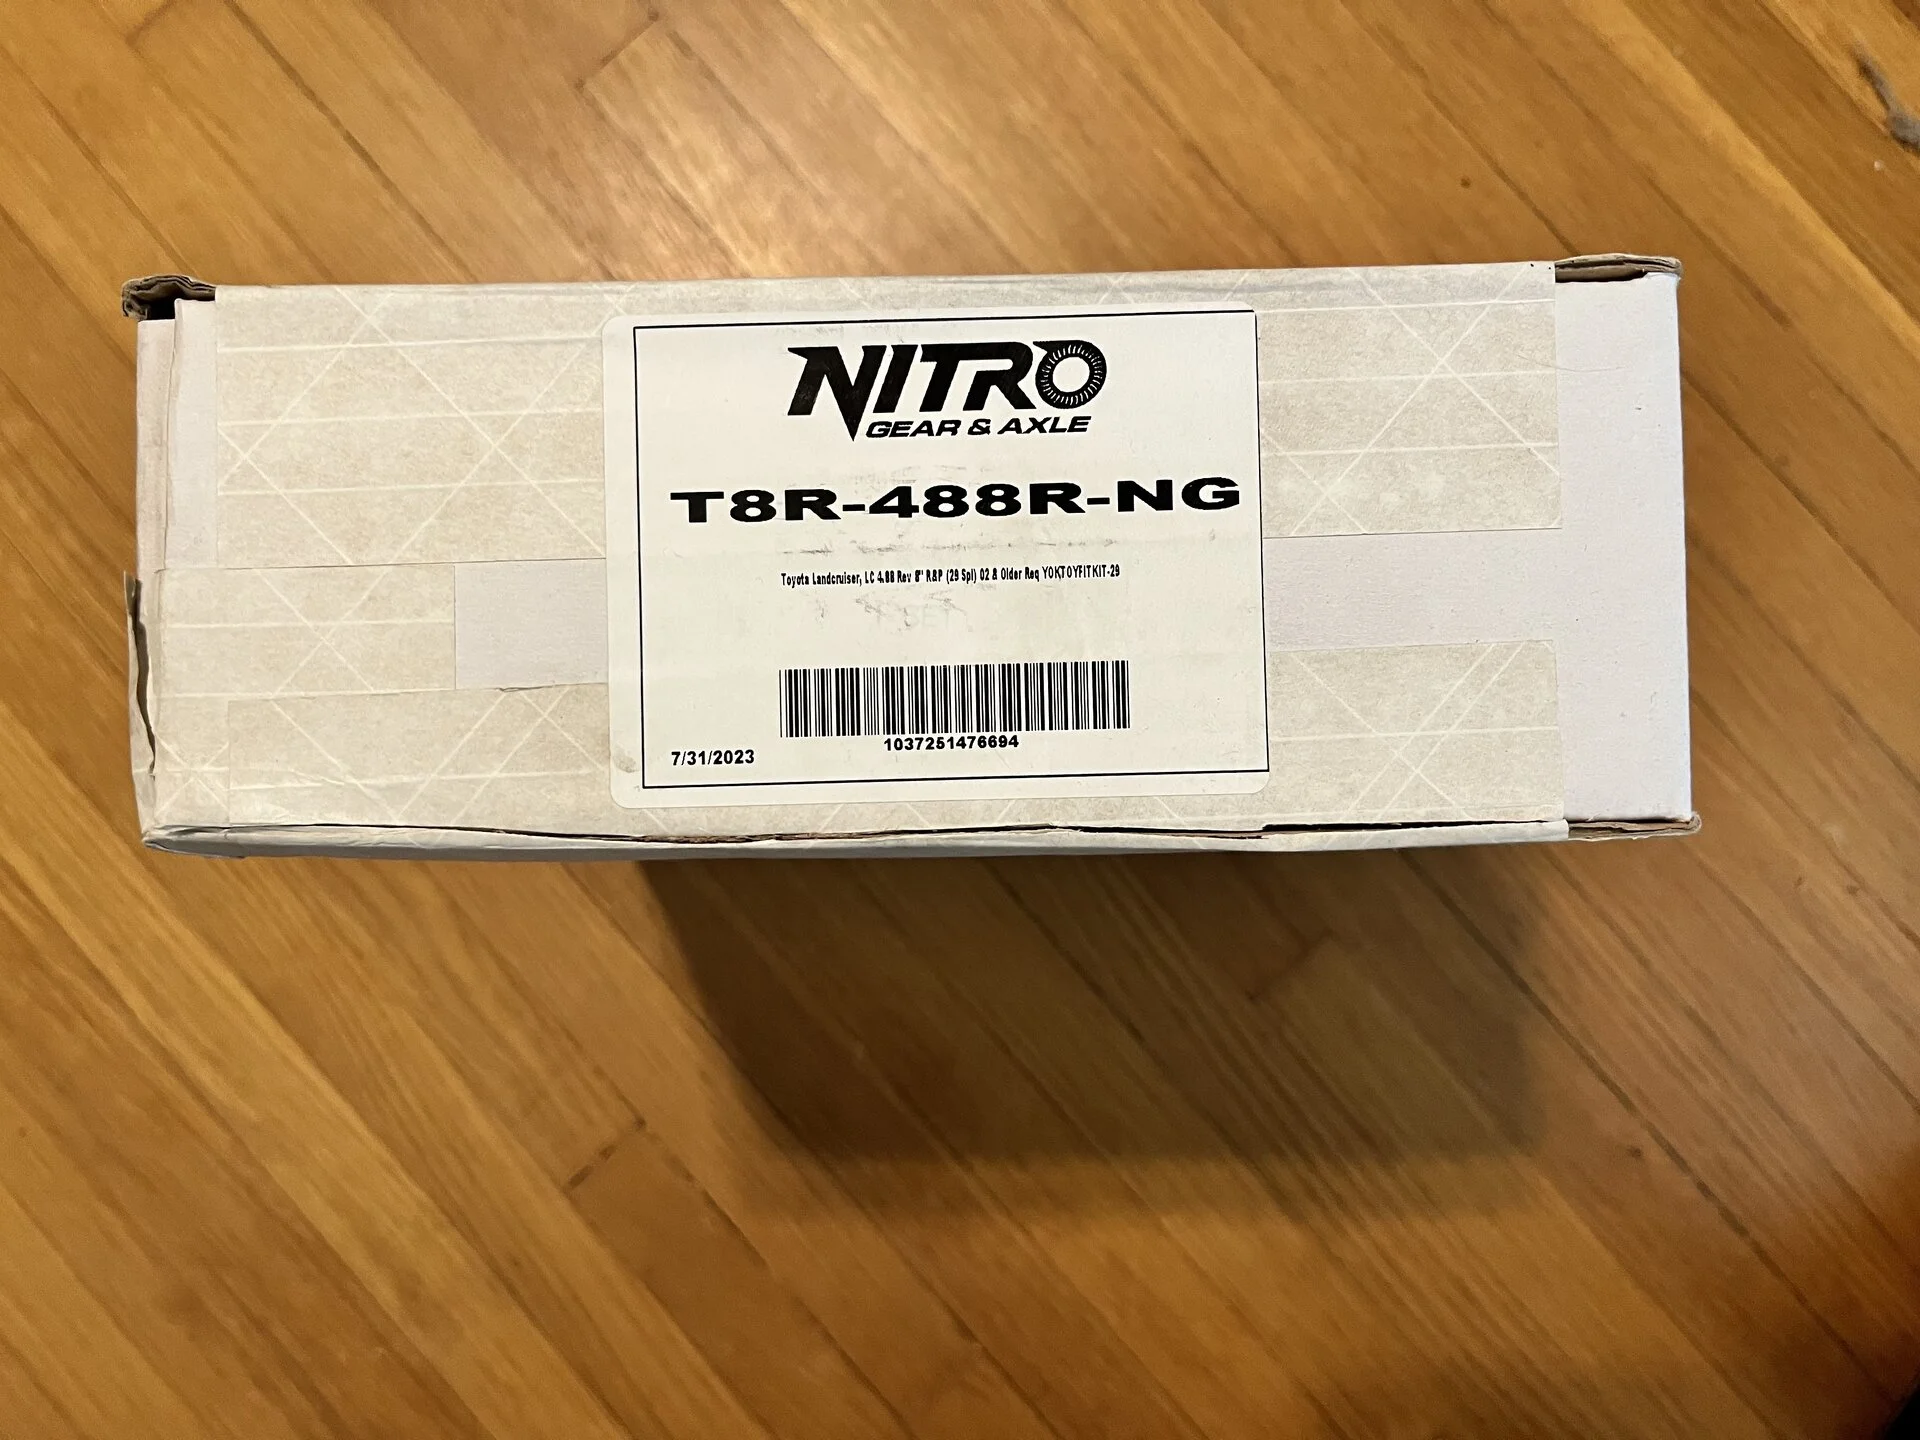 NITRO
GEAR & AXLE
T8R-488R-NG
Toyota Landcruiser, LC 4.88 Rev 8" R&P (29 Spl) 02 & Older Req YOKTOYFITKIT-29
1037251476694
7/31/2023